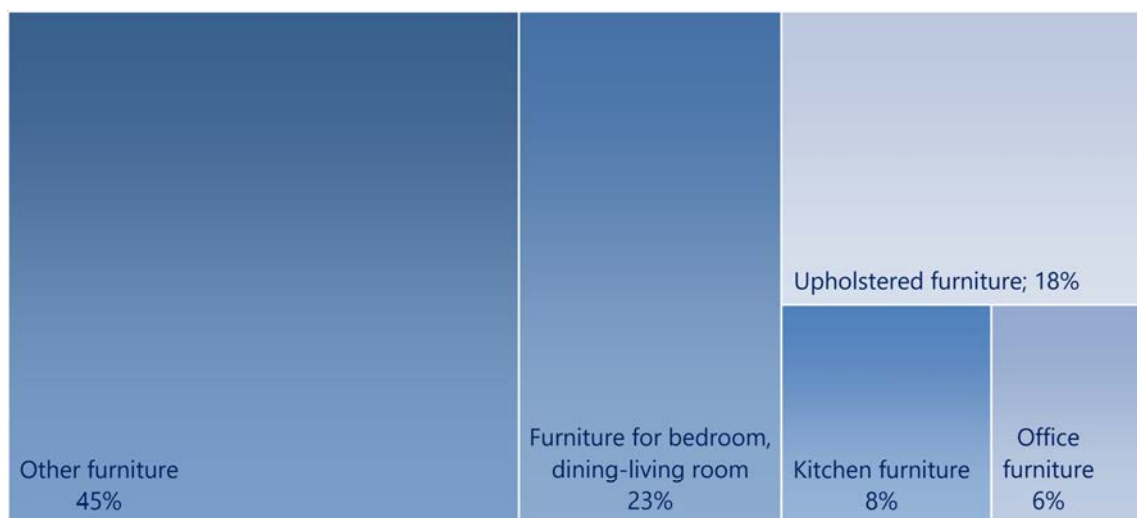 Other furniture
45%
Furniture for bedroom,
dining-living room
23%
Upholstered furniture; 18%
Kitchen furniture
8%
Office
furniture
6%